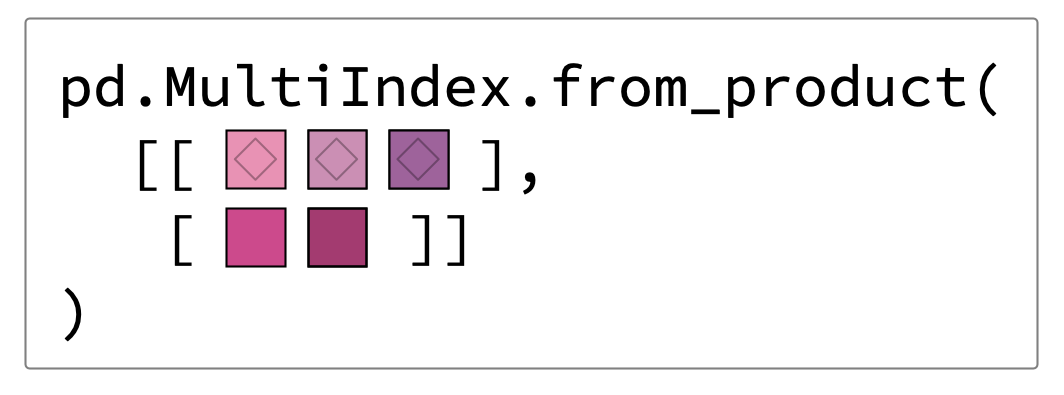 pd.MultiIndex.from_product(
[[ ],
[ ]]
)